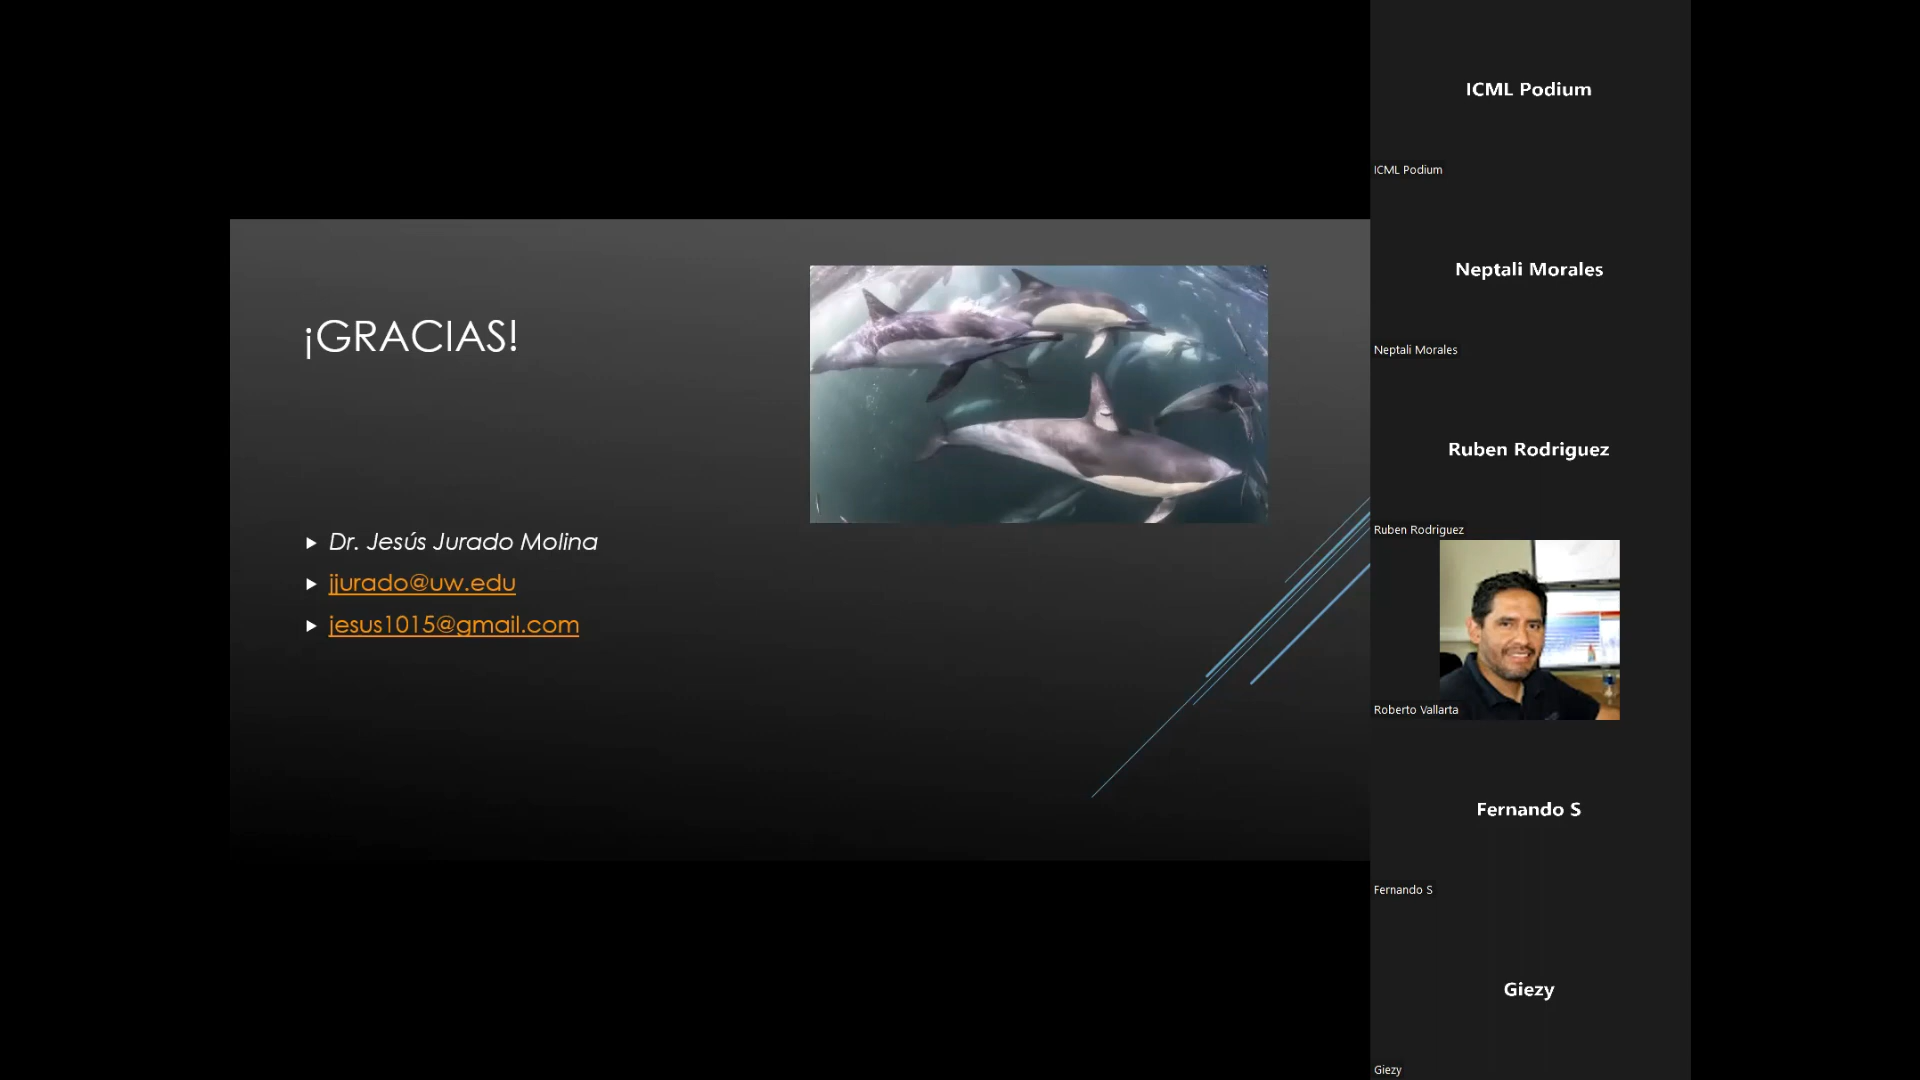 ¡GRACIAS!
Dr. Jesús Jurado Molina
jjurado@uw.edu
jesus1015@gmail.com
ICML Podium
ICML Podium
Neptali Morales
Neptali Morales
Ruben Rodriguez
Ruben Rodriguez
Roberto Vallarta
Fernando S
Fernando S
Giezy
Giezy